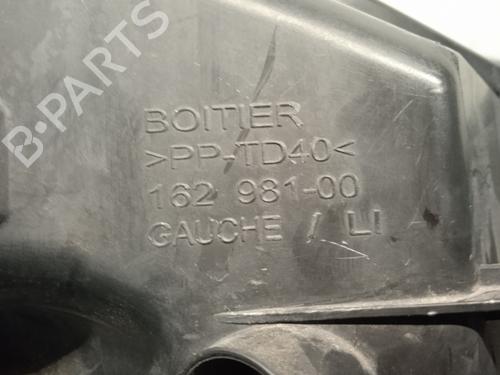 B-PARTS
BOITIER
>PP-TD40<
162 981-00
GAUCHE / LI